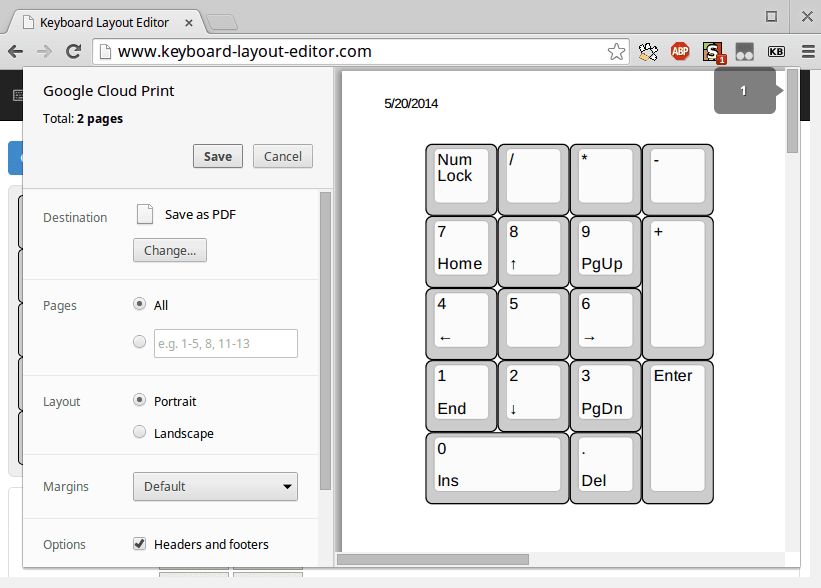 Keyboard Layout Editor
www.keyboard-layout-editor.com
ABP
S
1
KB
Google Cloud Print
Total: 2 pages
Save
Cancel
Destination
Save as PDF
Change...
Pages
All
e.g. 1-5, 8, 11-13
Layout
Portrait
Landscape
Margins
Default
Options
Headers and footers
1
5/20/2014
Num / * -
Lock
7 8 9 +
Home ↑ PgUp
4 5 6
← →
1 2 3 Enter
End ↓ PgDn
0 .
Ins Del